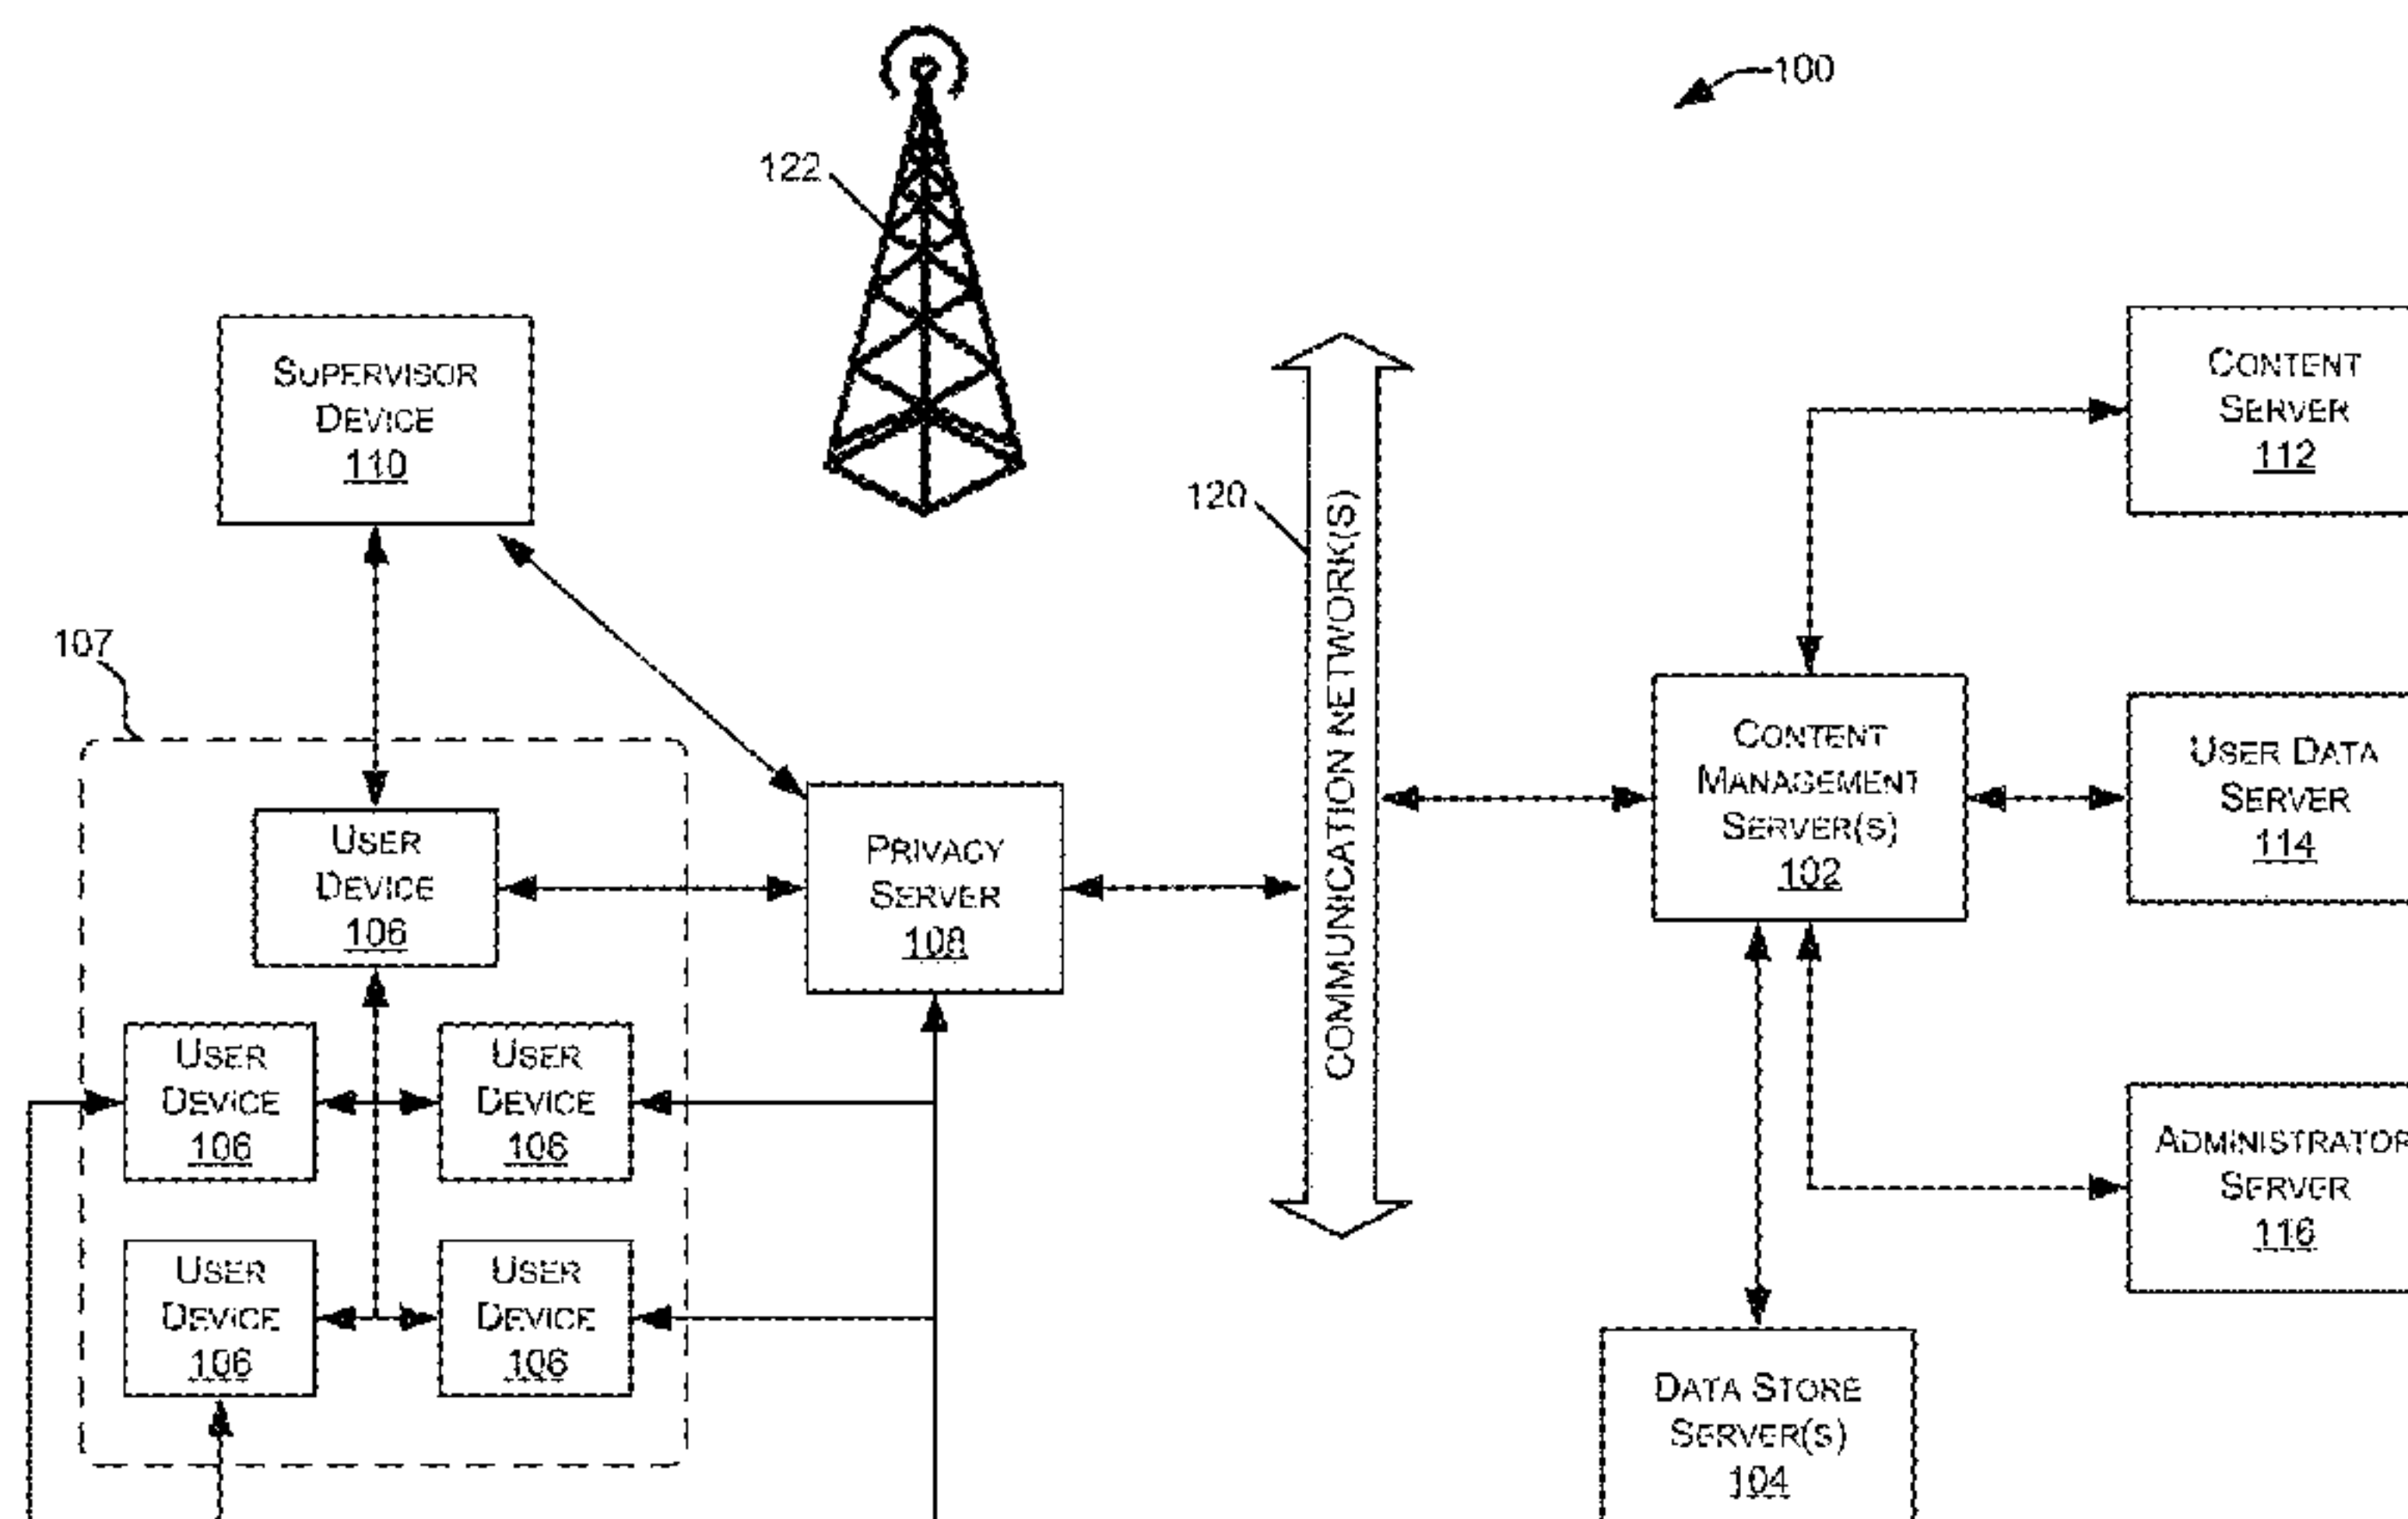 100
122
SUPERVISOR
DEVICE
110
CONTENT
SERVER
112
120
COMMUNICATION NETWORK(S)
107
CONTENT
MANAGEMENT
SERVER(S)
102
USER DATA
SERVER
114
USER
DEVICE
106
PRIVACY
SERVER
108
USER
DEVICE
106
USER
DEVICE
106
ADMINISTRATOR
SERVER
116
USER
DEVICE
106
USER
DEVICE
106
DATA STORE
SERVER(S)
104